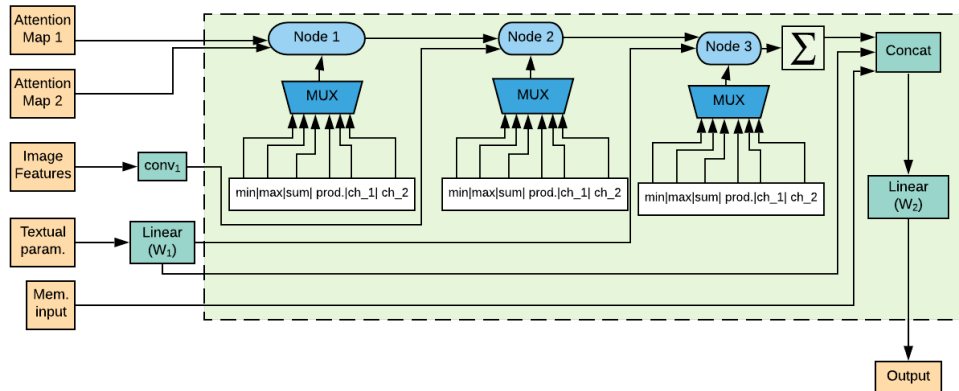 Attention
Map 1
Attention
Map 2
Image
Features
Textual
param.
Mem.
input
conv1
Linear
(W1)
Node 1
MUX
min|max|sum| prod.|ch_1| ch_2
Node 2
MUX
min|max|sum| prod.|ch_1| ch_2
Node 3
MUX
min|max|sum| prod.|ch_1| ch_2
Σ
Concat
Linear
(W2)
Output